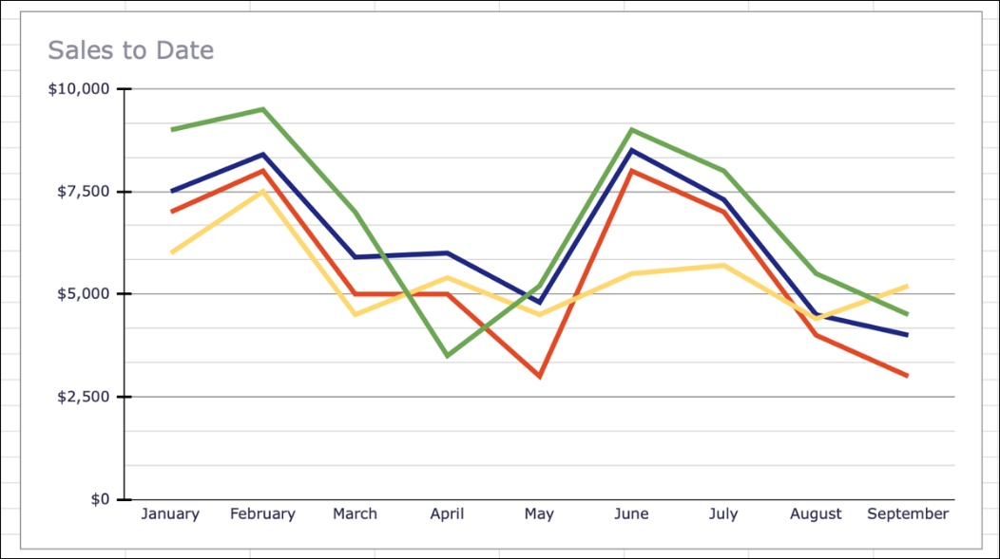 Sales to Date
$10,000
$7,500
$5,000
$2,500
$0
January February March April May June July August September